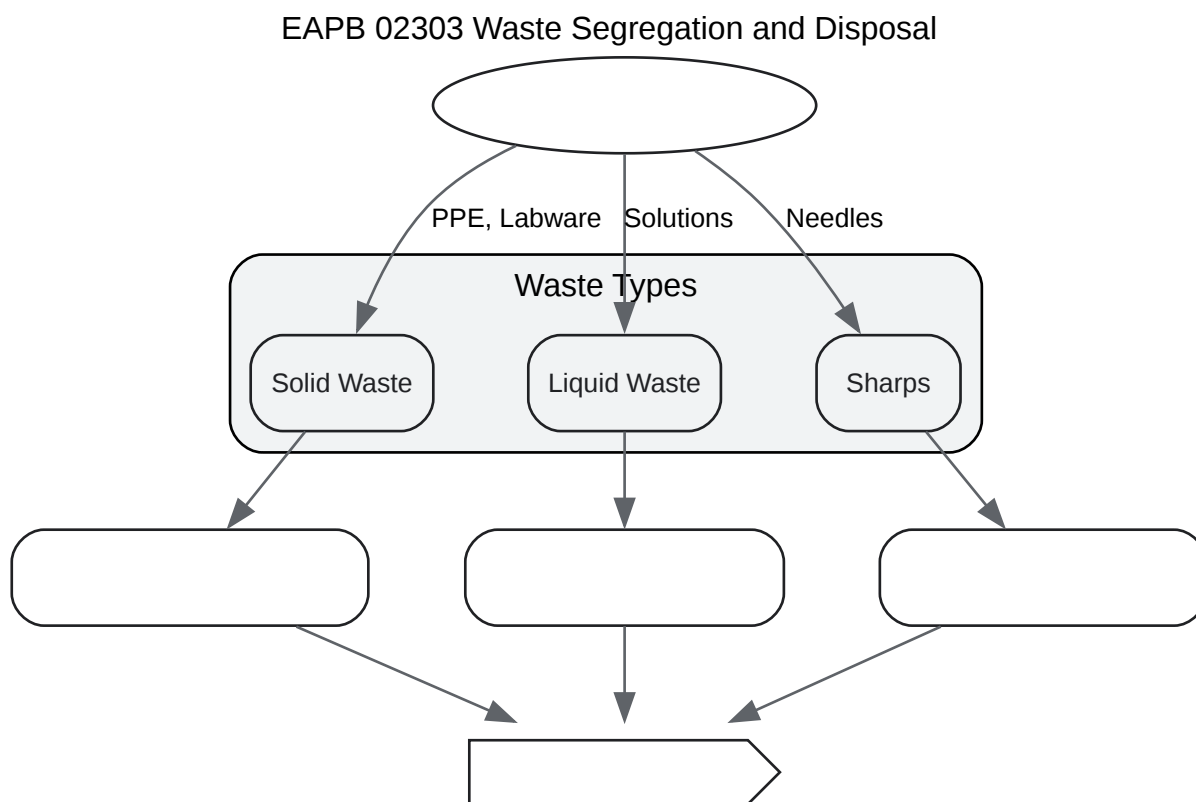 EAPB 02303 Waste Segregation and Disposal
PPE, Labware
Solutions
Needles
Waste Types
Solid Waste
Liquid Waste
Sharps